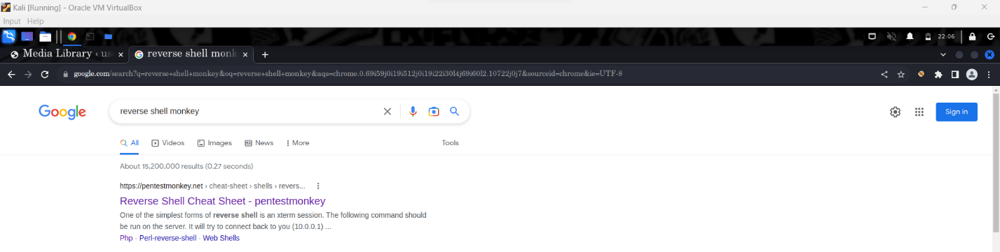 Kali [Running] - Oracle VM VirtualBox
Input Help
22:06
Media Library ‹ us
reverse shell monk
google.com/search?q=reverse+shell+monkey&oq=reverse+shell+monkey&aqs=chrome.0.69i59j0i19i512j0i19i22i30l4j69i60l2.10722j0j7&sourceid=chrome&ie=UTF-8
Google
reverse shell monkey
Sign in
All Videos Images News More Tools
About 15,200,000 results (0.27 seconds)
https://pentestmonkey.net › cheat-sheet › shells › revers...
Reverse Shell Cheat Sheet - pentestmonkey
One of the simplest forms of reverse shell is an xterm session. The following command should
be run on the server. It will try to connect back to you (10.0.0.1) ...
Php · Perl-reverse-shell · Web Shells